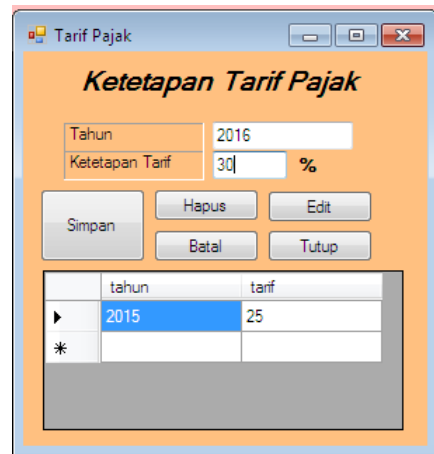 Tarif Pajak
Ketetapan Tarif Pajak
Tahun 2016
Ketetapan Tarif 30 %
Simpan Hapus Edit
Batal Tutup
tahun tarif
2015 25